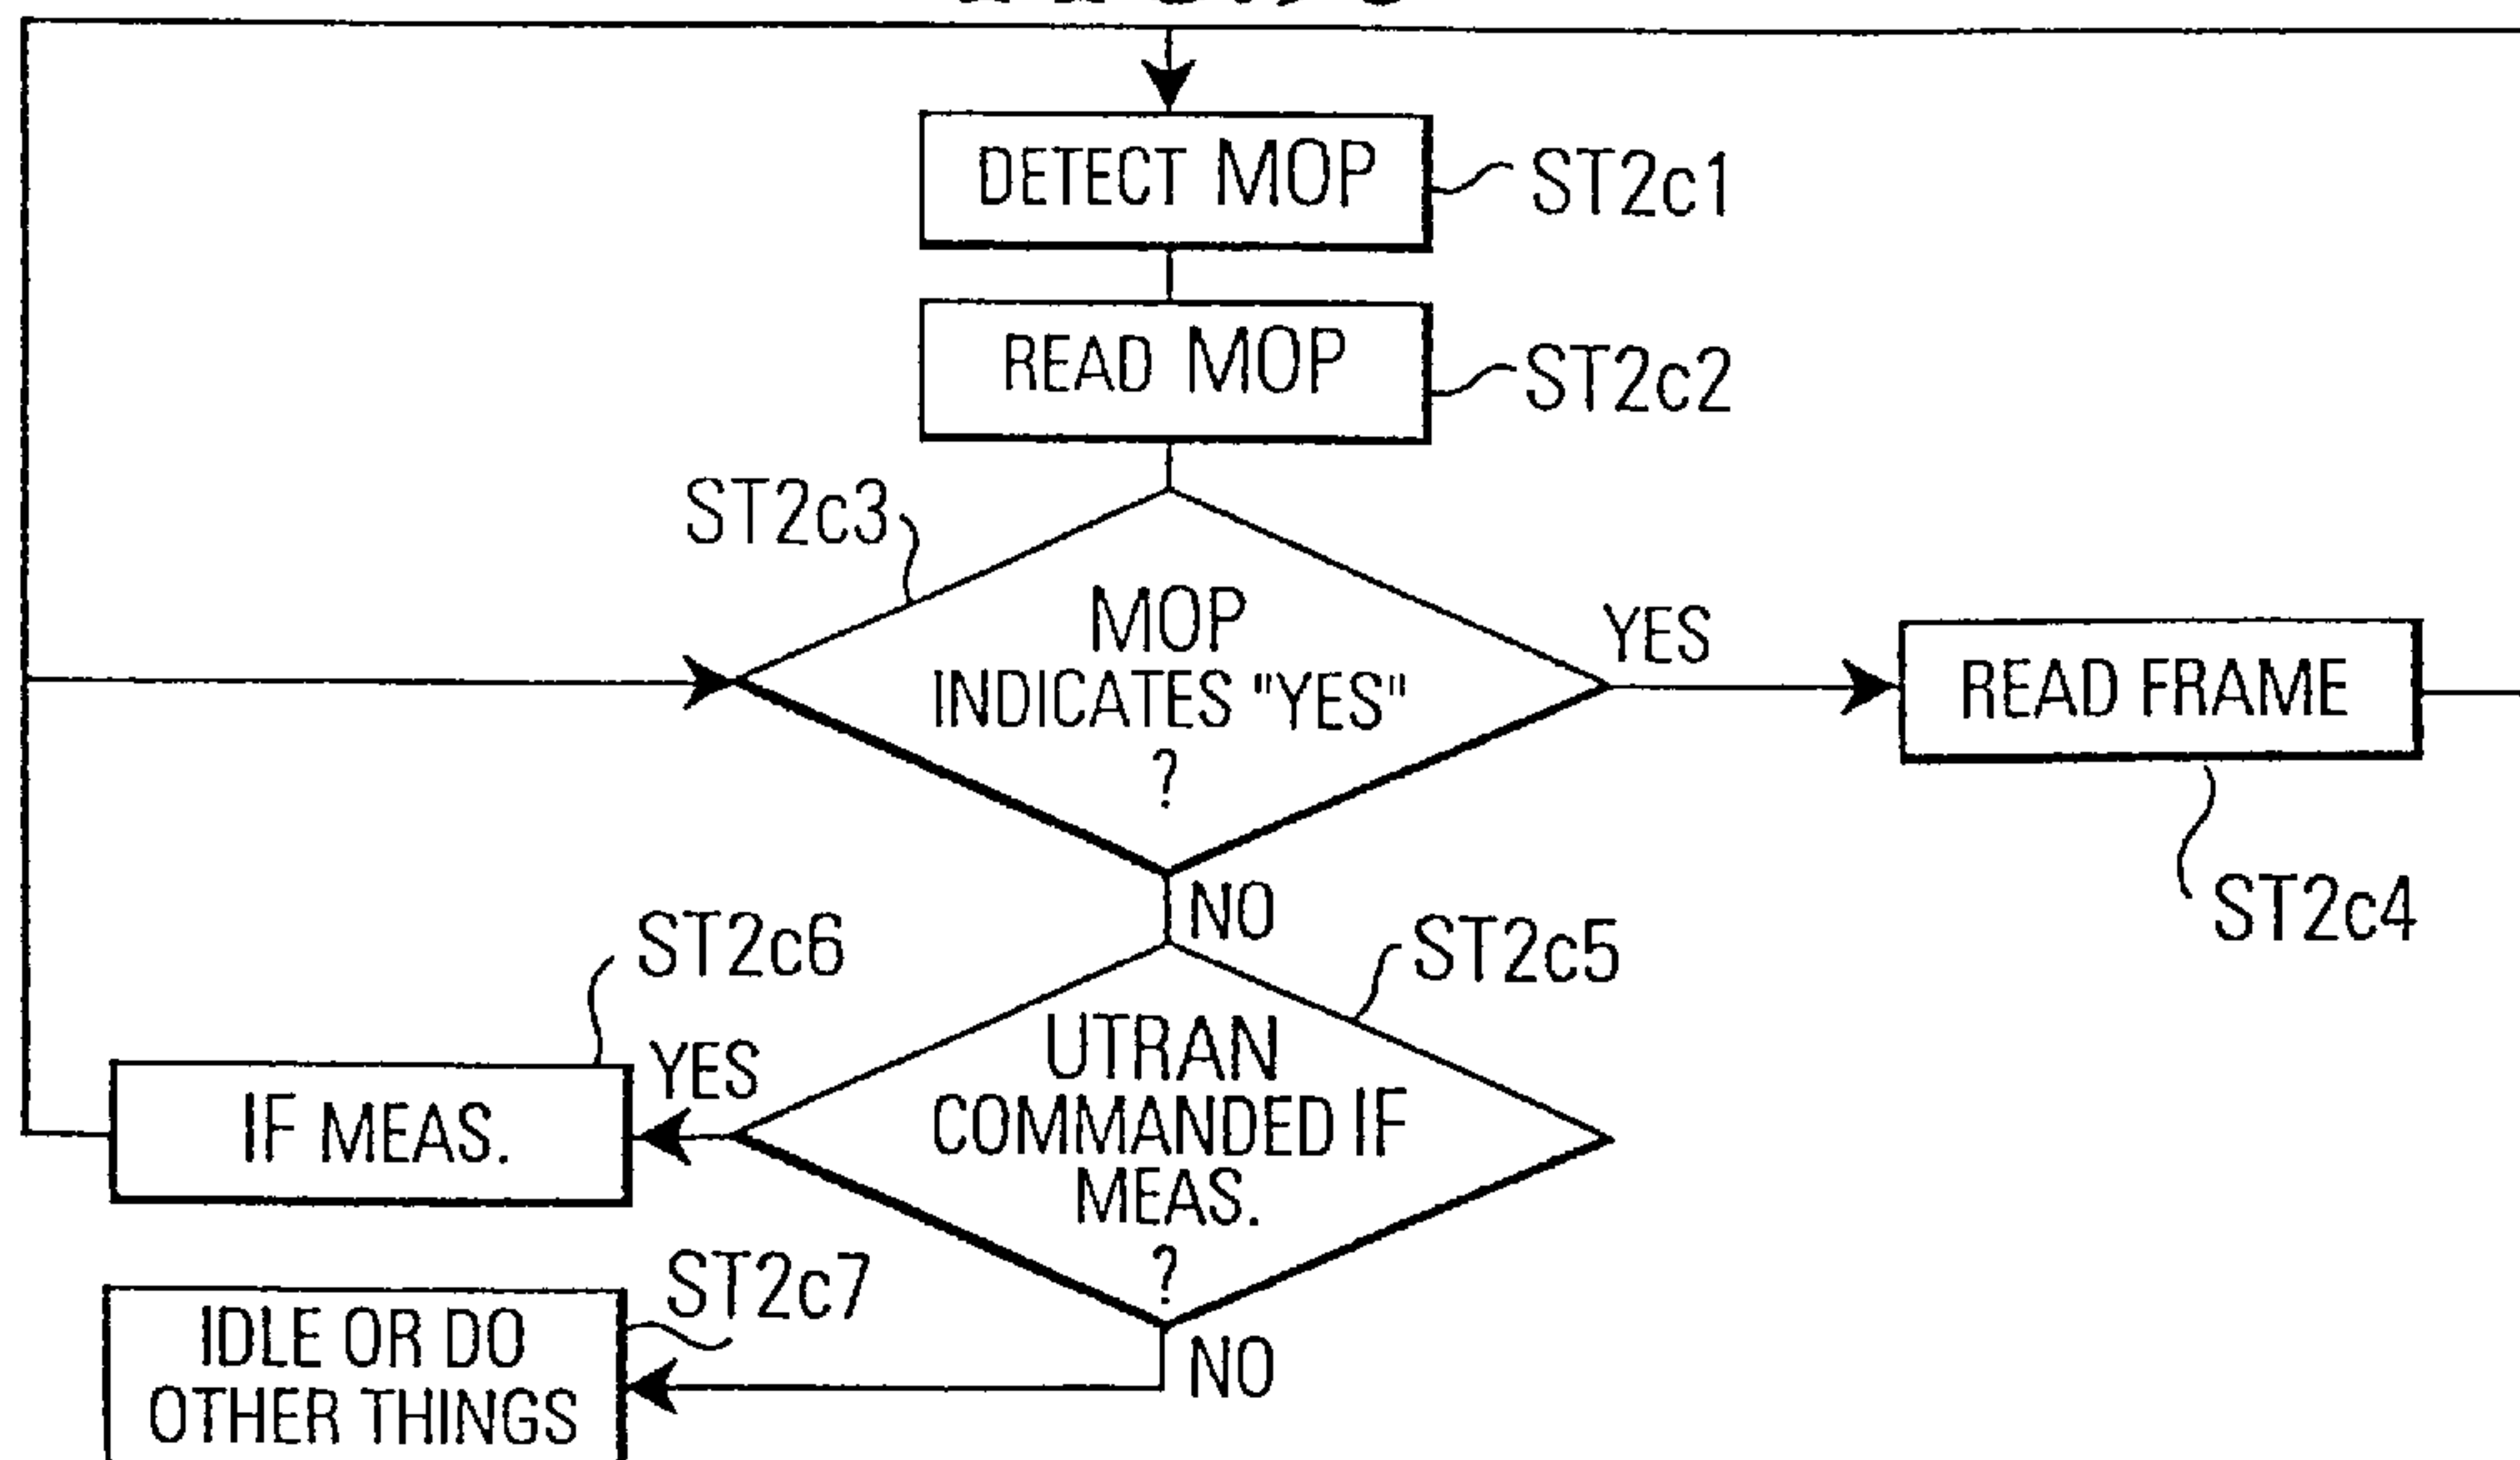 DETECT MOP
ST2c1
READ MOP
ST2c2
ST2c3
MOP
INDICATES "YES"
?
YES
READ FRAME
ST2c4
NO
ST2c6
ST2c5
YES
IF MEAS.
UTRAN
COMMANDED IF
MEAS.
?
ST2c7
NO
IDLE OR DO
OTHER THINGS